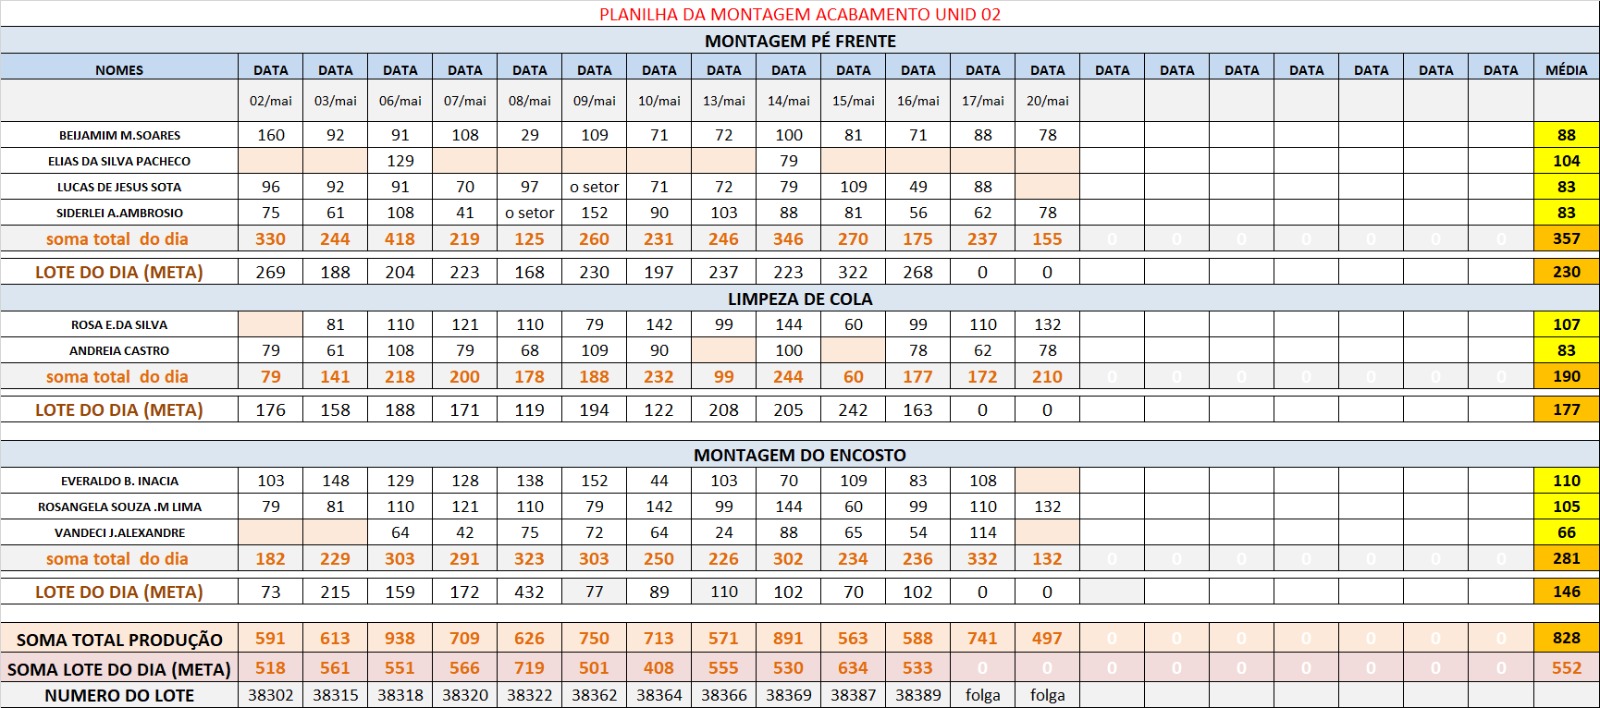 PLANILHA DA MONTAGEM ACABAMENTO UNID 02
MONTAGEM PÉ FRENTE
NOMES DATA DATA DATA DATA DATA DATA DATA DATA DATA DATA DATA DATA DATA DATA DATA DATA DATA DATA DATA DATA MÉDIA
02/mai 03/mai 06/mai 07/mai 08/mai 09/mai 10/mai 13/mai 14/mai 15/mai 16/mai 17/mai 20/mai
BEIJAMIM M.SOARES 160 92 91 108 29 109 71 72 100 81 71 88 78 88
ELIAS DA SILVA PACHECO 129 79 104
LUCAS DE JESUS SOTA 96 92 91 70 97 o setor 71 72 79 109 49 88 83
SIDERLEI A.AMBROSIO 75 61 108 41 o setor 152 90 103 88 81 56 62 78 83
soma total do dia 330 244 418 219 125 260 231 246 346 270 175 237 155 0 0 0 0 0 0 0 357
LOTE DO DIA (META) 269 188 204 223 168 230 197 237 223 322 268 0 0 230
LIMPEZA DE COLA
ROSA E.DA SILVA 81 110 121 110 79 142 99 144 60 99 110 132 107
ANDREIA CASTRO 79 61 108 79 68 109 90 100 78 62 78 83
soma total do dia 79 141 218 200 178 188 232 99 244 60 177 172 210 0 0 0 0 0 0 0 190
LOTE DO DIA (META) 176 158 188 171 119 194 122 208 205 242 163 0 0 177
MONTAGEM DO ENCOSTO
EVERALDO B. INACIA 103 148 129 128 138 152 44 103 70 109 83 108 110
ROSANGELA SOUZA .M LIMA 79 81 110 121 110 79 142 99 144 60 99 110 132 105
VANDECI J.ALEXANDRE 64 42 75 72 64 24 88 65 54 114 66
soma total do dia 182 229 303 291 323 303 250 226 302 234 236 332 132 0 0 0 0 0 0 0 281
LOTE DO DIA (META) 73 215 159 172 432 77 89 110 102 70 102 0 0 146
SOMA TOTAL PRODUÇÃO 591 613 938 709 626 750 713 571 891 563 588 741 497 0 0 0 0 0 0 0 828
SOMA LOTE DO DIA (META) 518 561 551 566 719 501 408 555 530 634 533 0 0 0 0 0 0 0 0 0 552
NUMERO DO LOTE 38302 38315 38318 38320 38322 38362 38364 38366 38369 38387 38389 folga folga